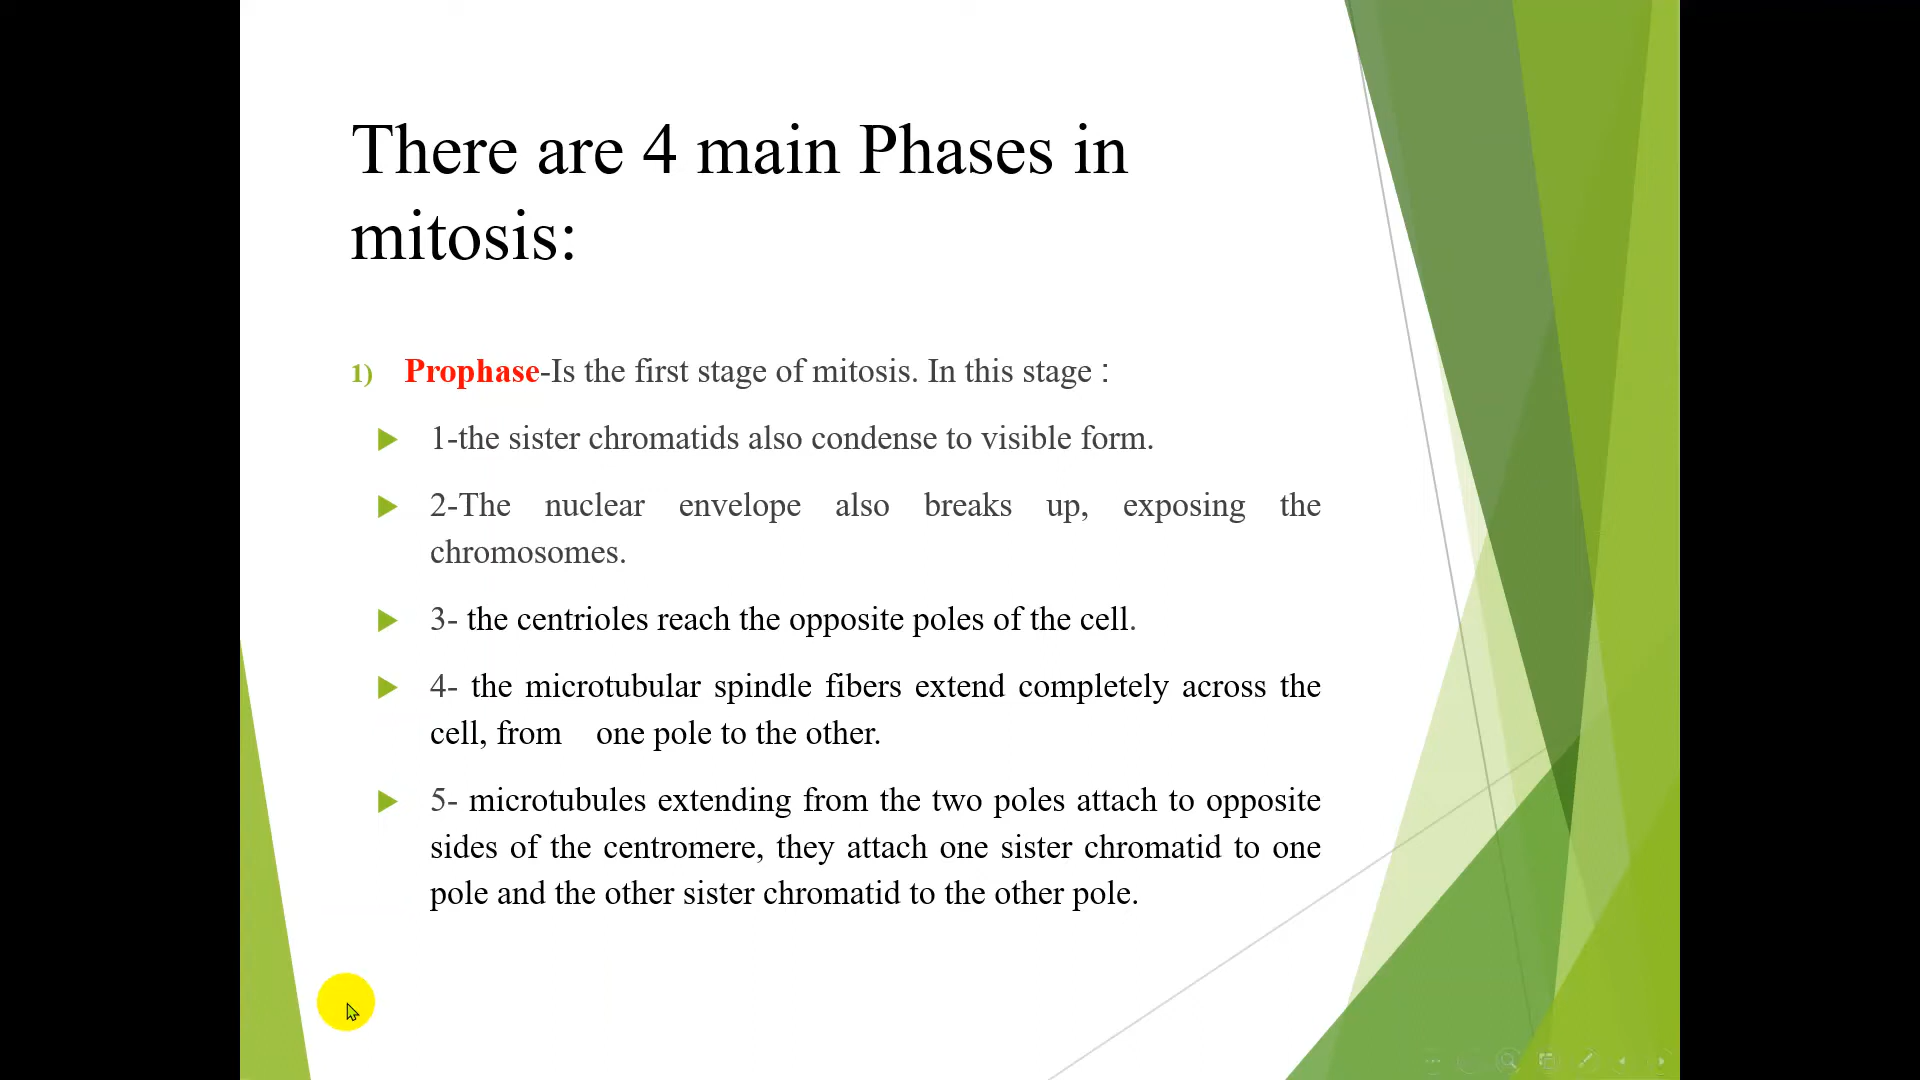 There are 4 main Phases in
mitosis:
1) Prophase-Is the first stage of mitosis. In this stage :
1-the sister chromatids also condense to visible form.
2-The nuclear envelope also breaks up, exposing the
chromosomes.
3- the centrioles reach the opposite poles of the cell.
4- the microtubular spindle fibers extend completely across the
cell, from one pole to the other.
5- microtubules extending from the two poles attach to opposite
sides of the centromere, they attach one sister chromatid to one
pole and the other sister chromatid to the other pole.